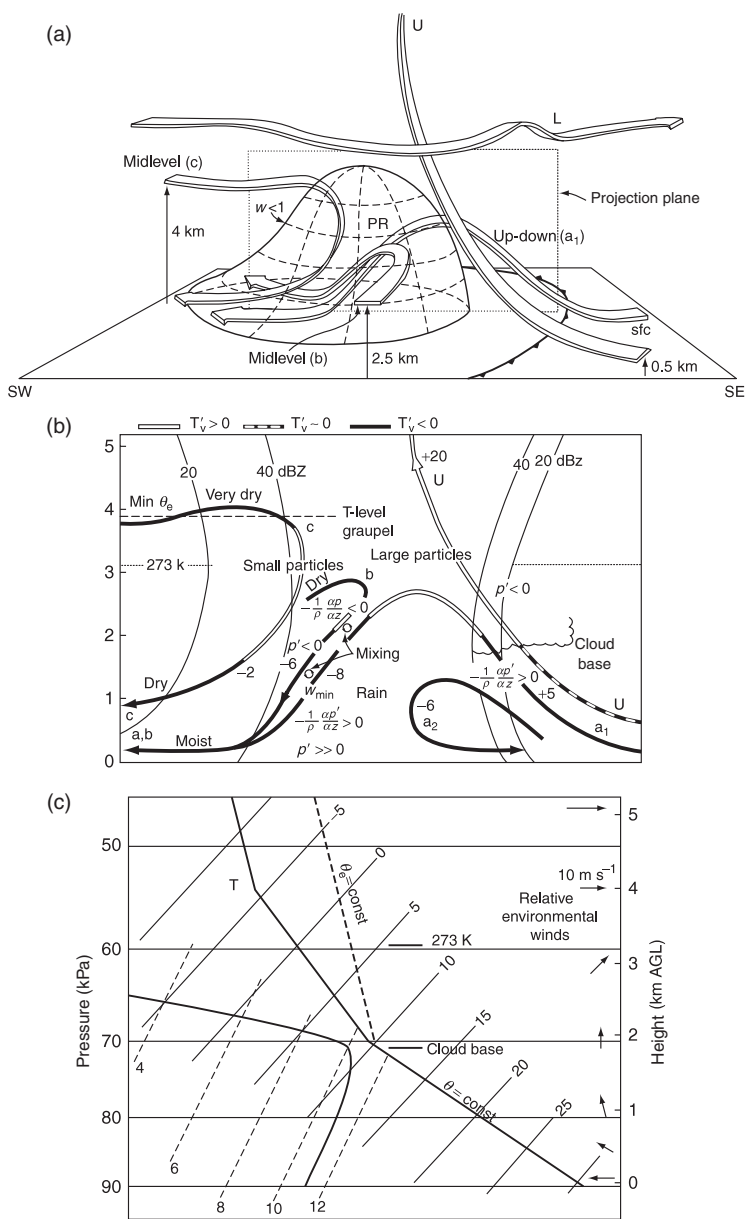 (a)
U
L
Midlevel (c)
Projection plane
w<1
PR
Up-down (a₁)
4 km
sfc
Midlevel (b)
2.5 km
0.5 km
SW
SE
(b)
T′ᵥ > 0
T′ᵥ ~ 0
T′ᵥ < 0
5
4
3
2
1
0
20
40 dBZ
+20
U
40
20 dBz
Min θₑ
Very dry
T-level
graupel
c
Large particles
273 k
Small particles
Dry
b
p′ < 0
− 1/ρ αp/αz < 0
p′ < 0
Mixing
Cloud
base
−6
−2
−8
w min
Rain
− 1/ρ αp′/αz > 0
+5
Dry
c
−6
a₂
U
a,b
Moist
− 1/ρ αp′/αz > 0
a₁
p′ >> 0
(c)
50
60
70
80
90
Pressure (kPa)
−5
0
5
10
15
20
25
−5
T
θₑ = const
10 m s⁻¹
Relative
environmental
winds
273 K
Cloud base
θ = const
4
6
8
10
12
5
4
3
2
1
0
Height (km AGL)